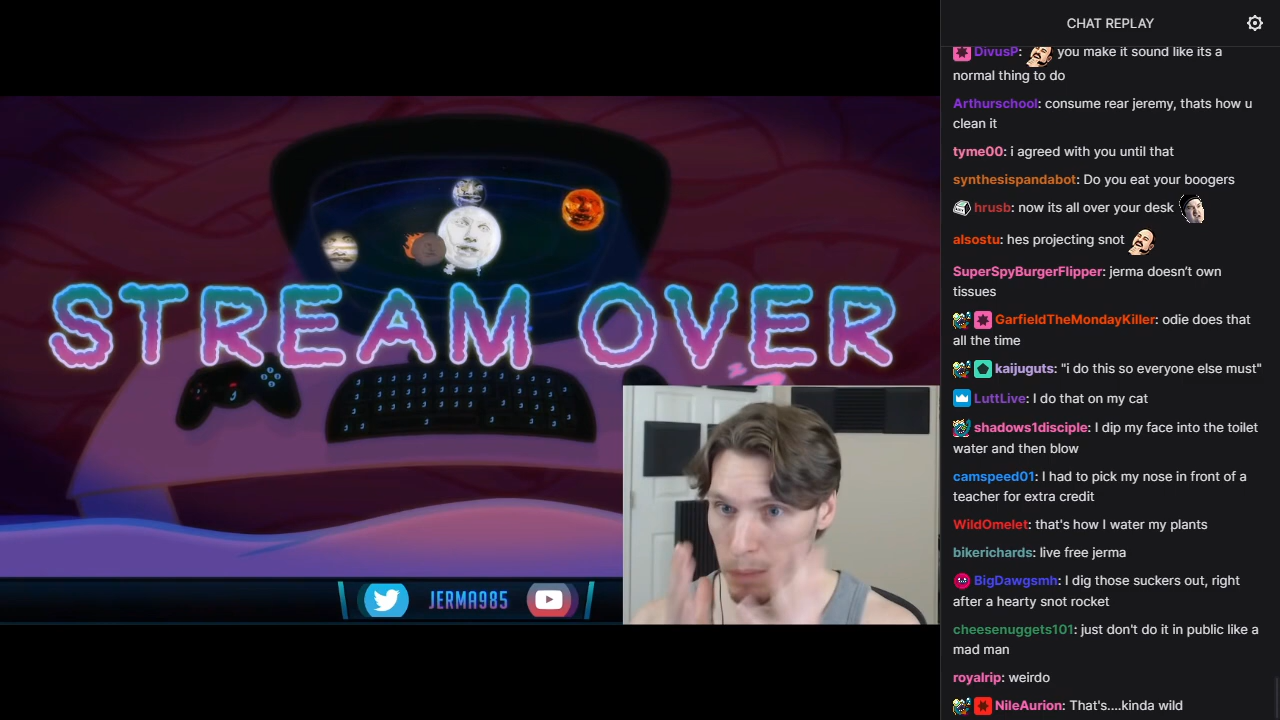 STREAM OVER
JERMA985
CHAT REPLAY
DivusP: you make it sound like its a
normal thing to do
Arthurschool: consume rear jeremy, thats how u
clean it
tyme00: i agreed with you until that
synthesispandabot: Do you eat your boogers
hrusb: now its all over your desk
alsostu: hes projecting snot
SuperSpyBurgerFlipper: jerma doesn't own
tissues
GarfieldTheMondayKiller: odie does that
all the time
kaijuguts: "i do this so everyone else must"
LuttLive: I do that on my cat
shadows1disciple: I dip my face into the toilet
water and then blow
camspeed01: I had to pick my nose in front of a
teacher for extra credit
WildOmelet: that's how I water my plants
bikerichards: live free jerma
BigDawgsmh: I dig those suckers out, right
after a hearty snot rocket
cheesenuggets101: just don't do it in public like a
mad man
royalrip: weirdo
NileAurion: That's....kinda wild